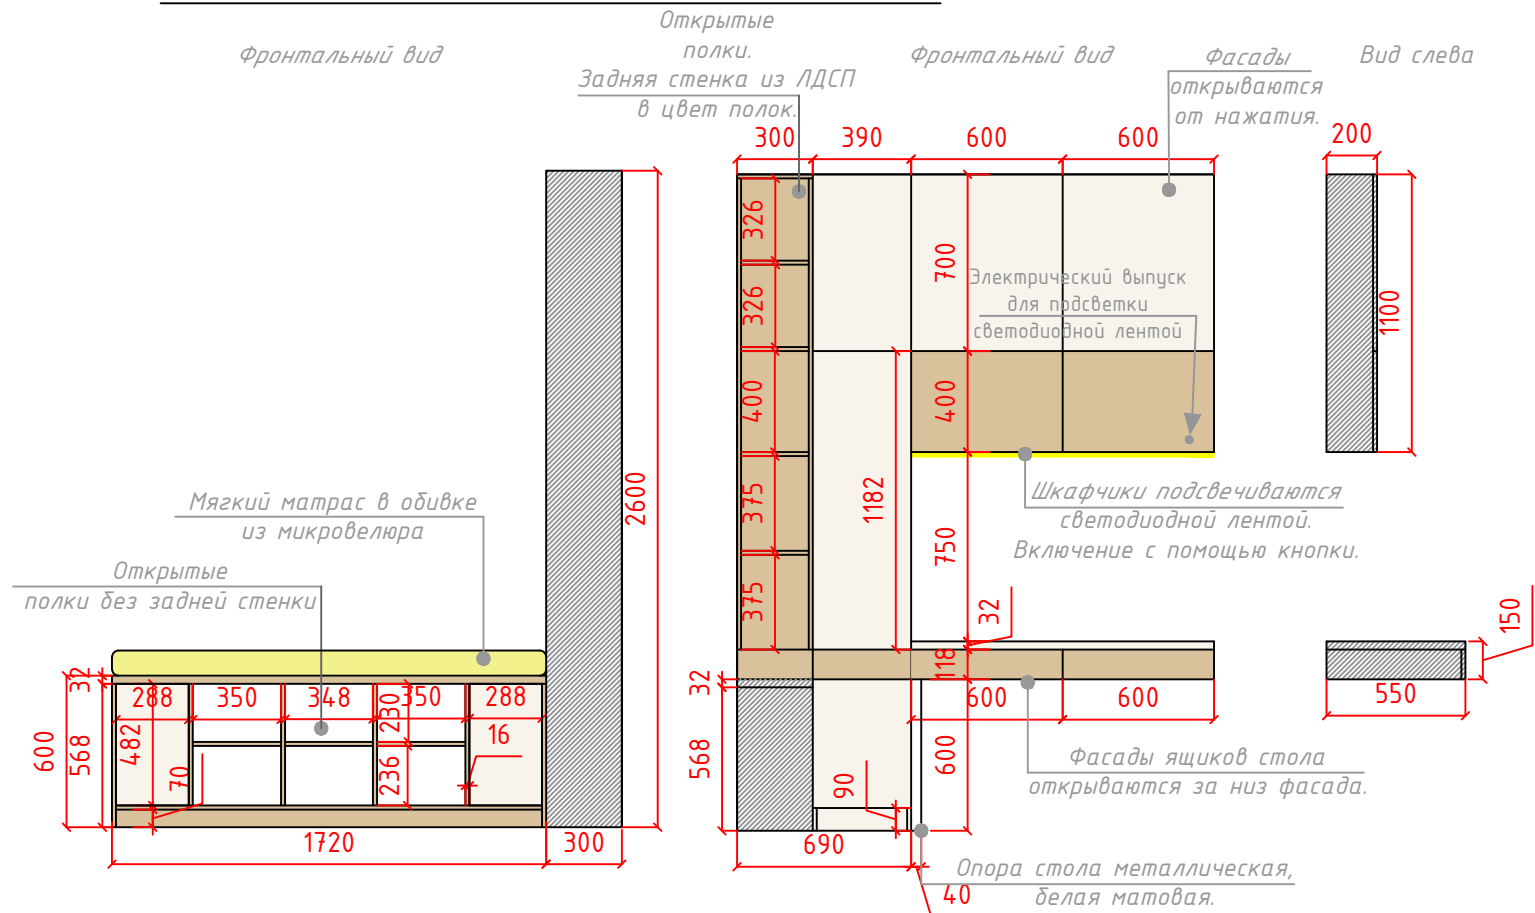 Фронтальный вид
Открытые
полки.
Задняя стенка из ЛДСП
в цвет полок.
Фронтальный вид
Фасады
открываются
от нажатия.
Вид слева
300
390
600
600
200
326
326
400
375
375
700
400
750
1182
1100
Электрический выпуск
для подсветки
светодиодной лентой
Шкафчики подсвечиваются
светодиодной лентой.
Включение с помощью кнопки.
2600
Мягкий матрас в обивке
из микровелюра
Открытые
полки без задней стенки
32
288
350
348
350
288
230
236
16
482
70
600
568
1720
300
32
568
32
118
600
600
600
90
690
40
150
550
Фасады ящиков стола
открываются за низ фасада.
Опора стола металлическая,
белая матовая.